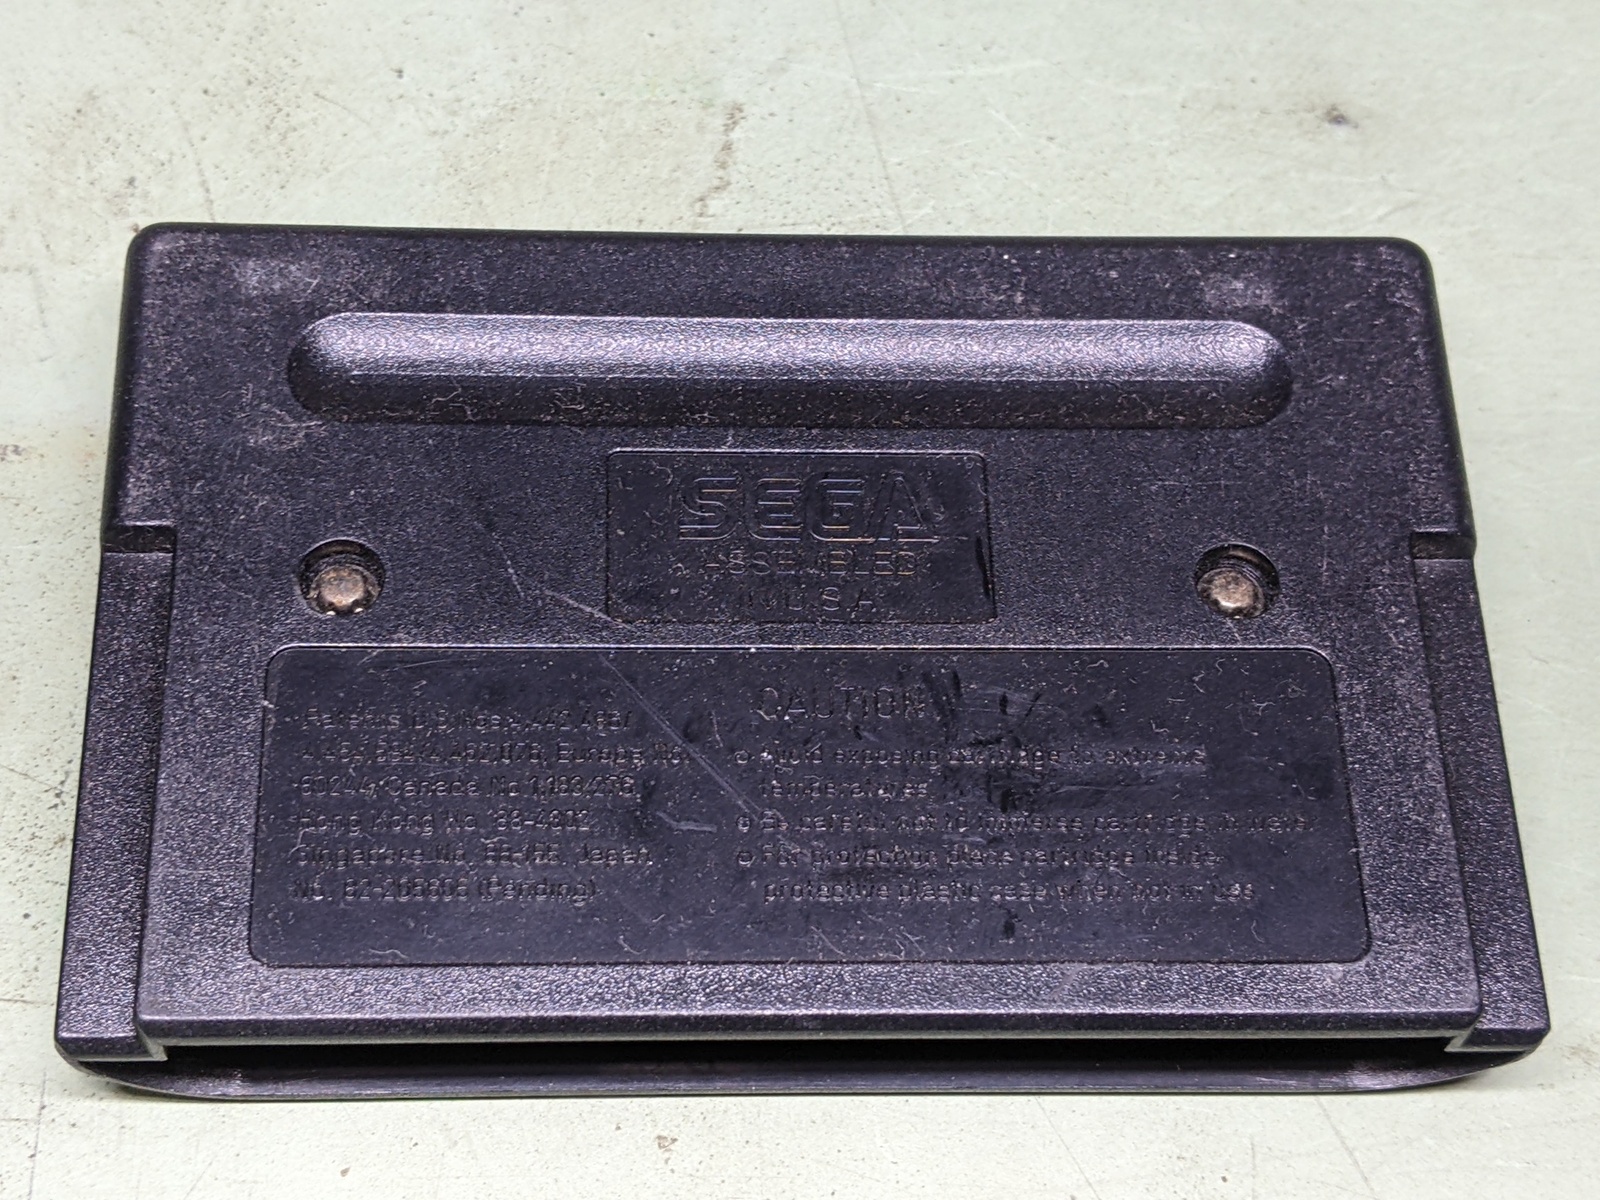 SEGA
ASSEMBLED
IN U.S.A.
Patents: U.S. Nos. 4,442,486/
4,454,594/4,462,076, Europe No.
80244, Canada No. 1,183,276,
Hong Kong No. 88-4302,
Singapore No. 88-155, Japan
No. 82-205605 (Pending)
CAUTION
Avoid exposing cartridge to extreme
temperatures
Be careful not to immerse cartridge in water
For protection, place cartridge inside
protective plastic case when not in use